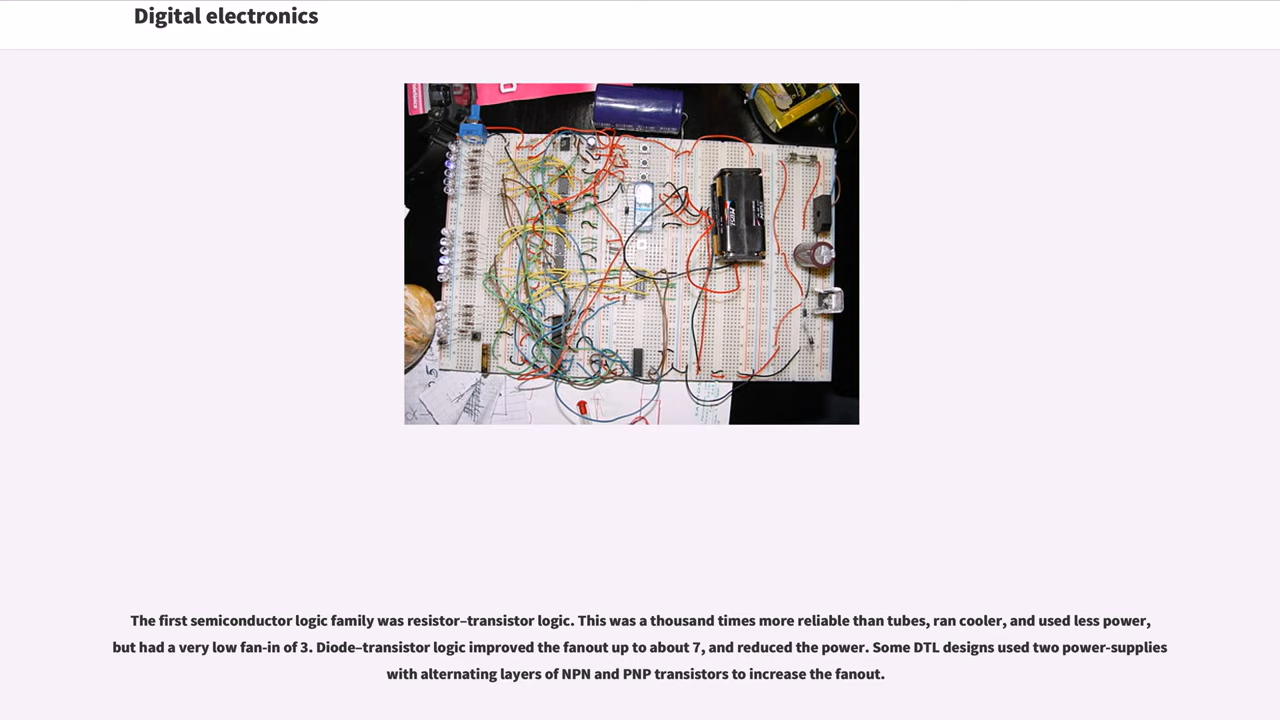 Digital electronics
The first semiconductor logic family was resistor–transistor logic. This was a thousand times more reliable than tubes, ran cooler, and used less power,
but had a very low fan-in of 3. Diode–transistor logic improved the fanout up to about 7, and reduced the power. Some DTL designs used two power-supplies
with alternating layers of NPN and PNP transistors to increase the fanout.